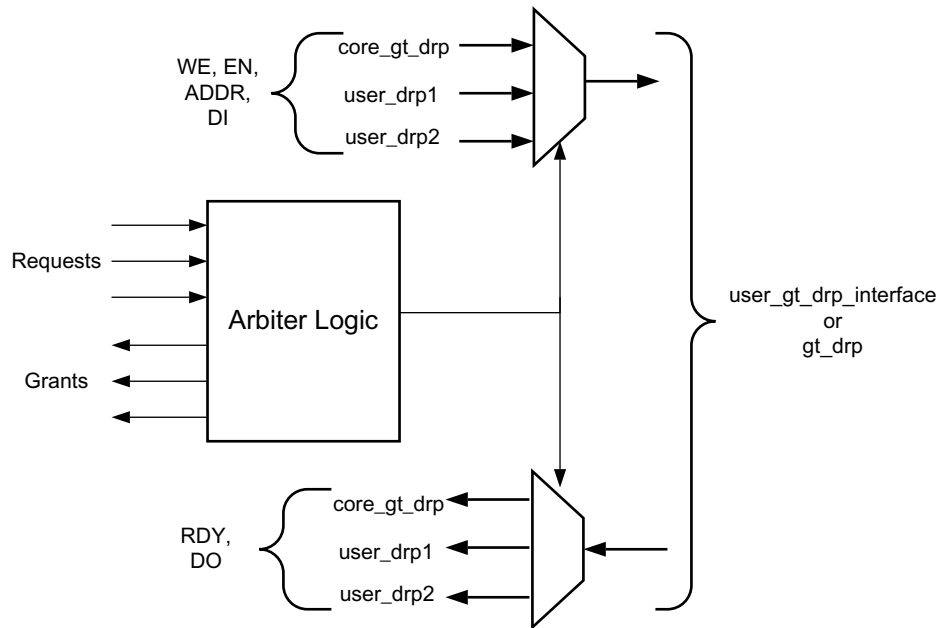 WE, EN,
ADDR,
DI
core_gt_drp
user_drp1
user_drp2
Requests
Grants
Arbiter Logic
user_gt_drp_interface
or
gt_drp
RDY,
DO
core_gt_drp
user_drp1
user_drp2